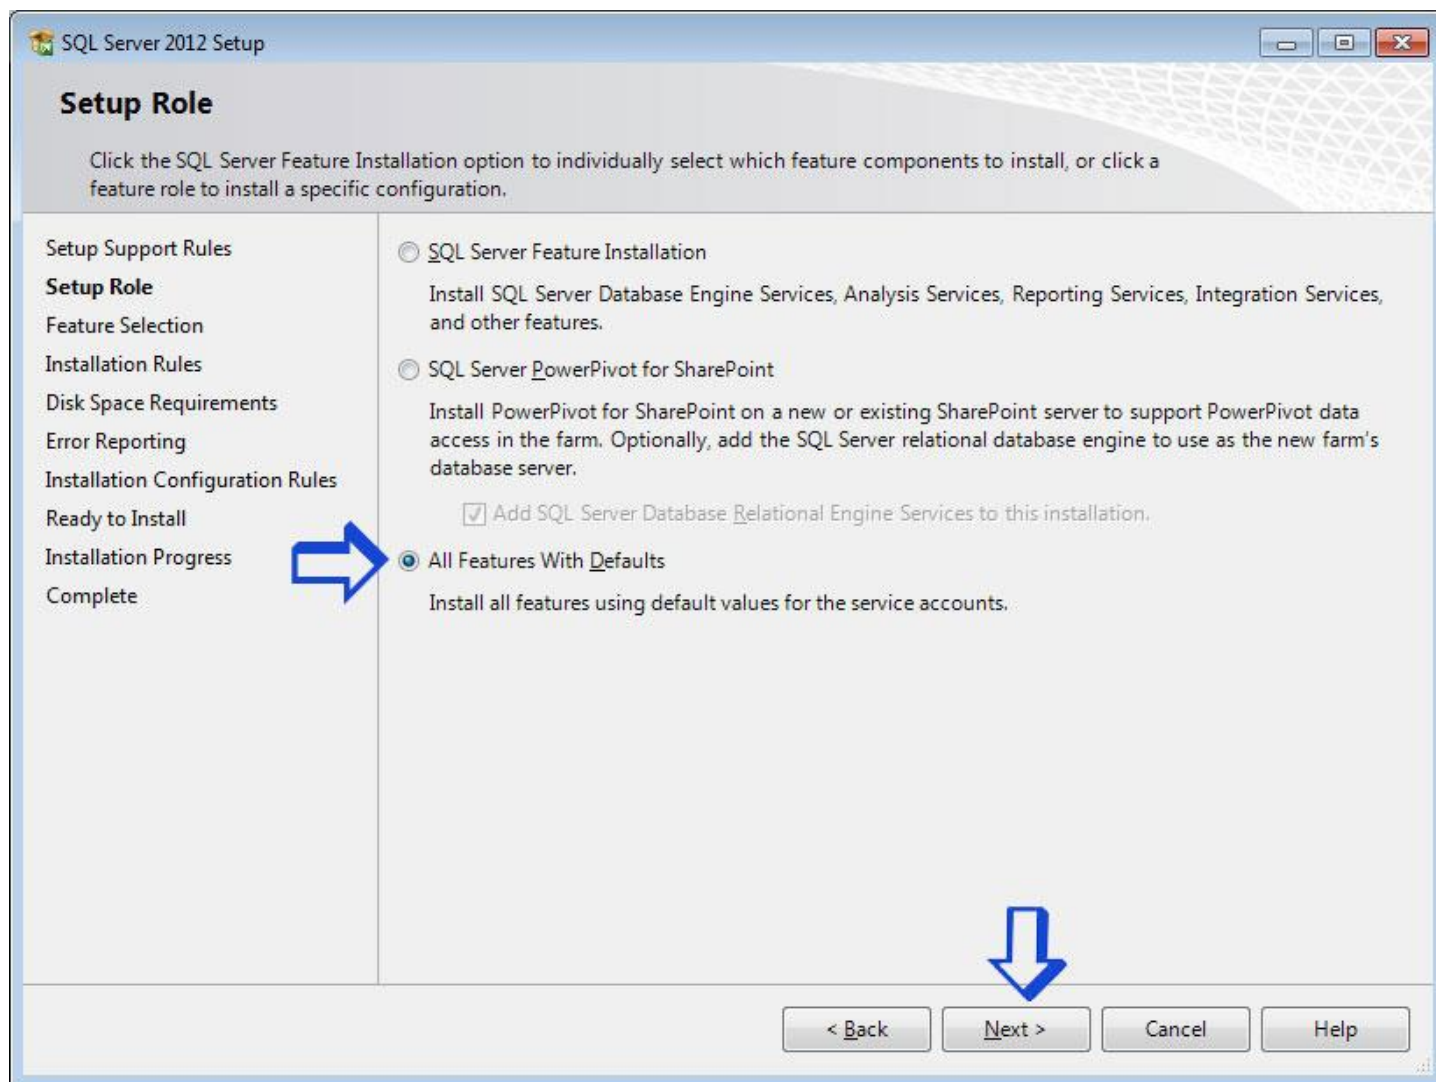 SQL Server 2012 Setup
Setup Role
Click the SQL Server Feature Installation option to individually select which feature components to install, or click a
feature role to install a specific configuration.
Setup Support Rules
Setup Role
Feature Selection
Installation Rules
Disk Space Requirements
Error Reporting
Installation Configuration Rules
Ready to Install
Installation Progress
Complete
SQL Server Feature Installation
Install SQL Server Database Engine Services, Analysis Services, Reporting Services, Integration Services,
and other features.
SQL Server PowerPivot for SharePoint
Install PowerPivot for SharePoint on a new or existing SharePoint server to support PowerPivot data
access in the farm. Optionally, add the SQL Server relational database engine to use as the new farm's
database server.
Add SQL Server Database Relational Engine Services to this installation.
All Features With Defaults
Install all features using default values for the service accounts.
< Back
Next >
Cancel
Help